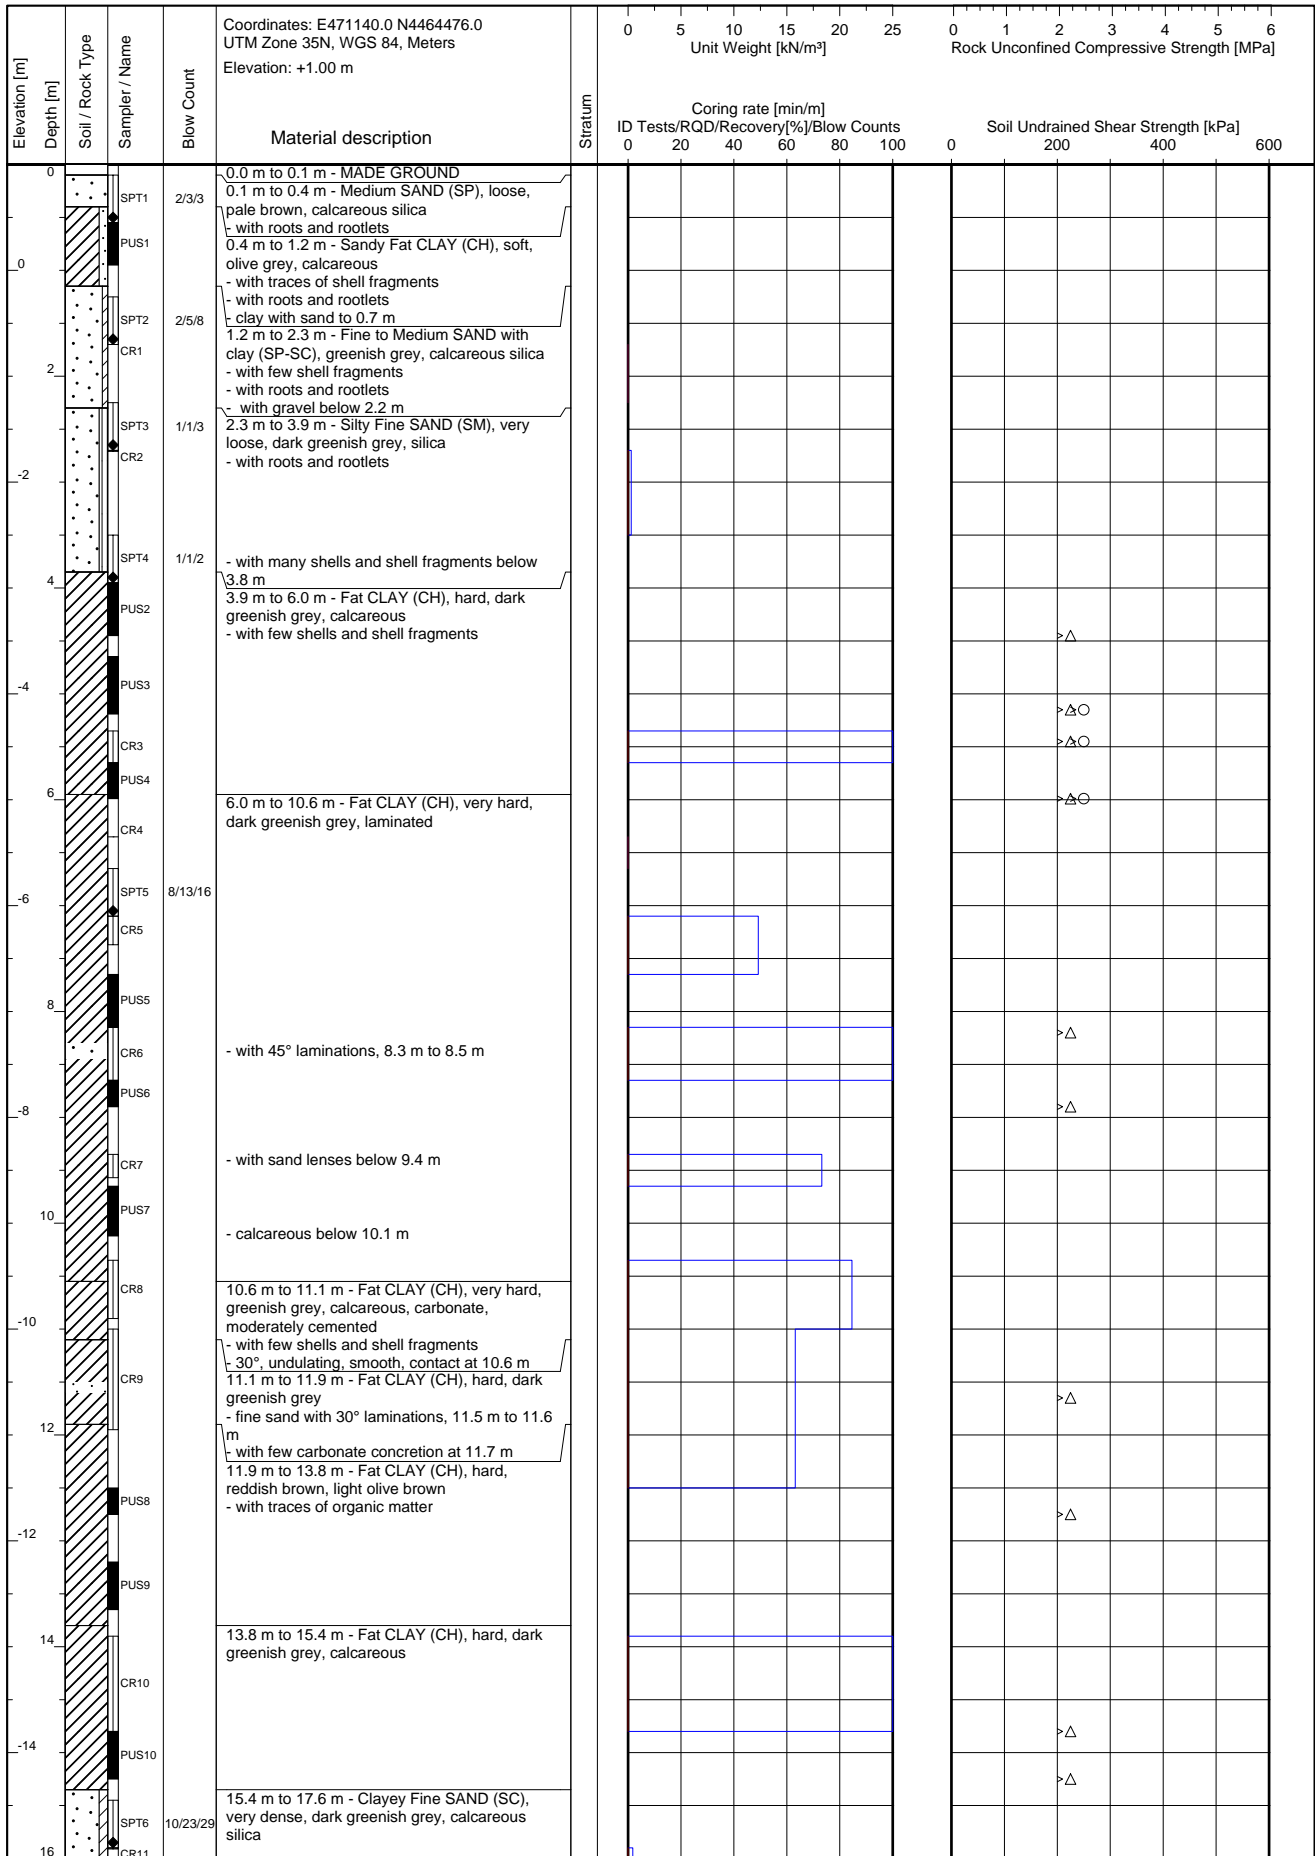 Elevation [m]
Depth [m]
Soil / Rock Type
Sampler / Name
Blow Count
Coordinates: E471140.0 N4464476.0
UTM Zone 35N, WGS 84, Meters
Elevation: +1.00 m
Material description
Stratum
0 5 10 15 20 25
Unit Weight [kN/m³]
Coring rate [min/m]
ID Tests/RQD/Recovery[%]/Blow Counts
0 20 40 60 80 100
0 1 2 3 4 5 6
Rock Unconfined Compressive Strength [MPa]
Soil Undrained Shear Strength [kPa]
0 200 400 600
0
0.0 m to 0.1 m - MADE GROUND
SPT1 2/3/3
0.1 m to 0.4 m - Medium SAND (SP), loose,
pale brown, calcareous silica
- with roots and rootlets
PUS1
0.4 m to 1.2 m - Sandy Fat CLAY (CH), soft,
olive grey, calcareous
0
- with traces of shell fragments
- with roots and rootlets
- clay with sand to 0.7 m
SPT2 2/5/8
1.2 m to 2.3 m - Fine to Medium SAND with
clay (SP-SC), greenish grey, calcareous silica
CR1
2
- with few shell fragments
- with roots and rootlets
- with gravel below 2.2 m
SPT3 1/1/3
2.3 m to 3.9 m - Silty Fine SAND (SM), very
loose, dark greenish grey, silica
- with roots and rootlets
CR2
-2
SPT4 1/1/2
- with many shells and shell fragments below
3.8 m
4
3.9 m to 6.0 m - Fat CLAY (CH), hard, dark
greenish grey, calcareous
- with few shells and shell fragments
PUS2
PUS3
-4
CR3
PUS4
6
6.0 m to 10.6 m - Fat CLAY (CH), very hard,
dark greenish grey, laminated
CR4
SPT5 8/13/16
-6
CR5
PUS5
8
CR6
- with 45° laminations, 8.3 m to 8.5 m
PUS6
-8
CR7
- with sand lenses below 9.4 m
PUS7
10
- calcareous below 10.1 m
CR8
10.6 m to 11.1 m - Fat CLAY (CH), very hard,
greenish grey, calcareous, carbonate,
moderately cemented
-10
- with few shells and shell fragments
- 30°, undulating, smooth, contact at 10.6 m
CR9
11.1 m to 11.9 m - Fat CLAY (CH), hard, dark
greenish grey
- fine sand with 30° laminations, 11.5 m to 11.6
m
12
- with few carbonate concretion at 11.7 m
11.9 m to 13.8 m - Fat CLAY (CH), hard,
reddish brown, light olive brown
- with traces of organic matter
PUS8
-12
PUS9
14
13.8 m to 15.4 m - Fat CLAY (CH), hard, dark
greenish grey, calcareous
CR10
-14
PUS10
15.4 m to 17.6 m - Clayey Fine SAND (SC),
very dense, dark greenish grey, calcareous
silica
SPT6 10/23/29
16
CR11